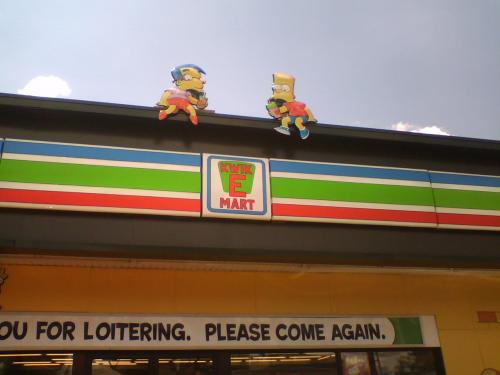 KWIK
E
MART
OU FOR LOITERING. PLEASE COME AGAIN.